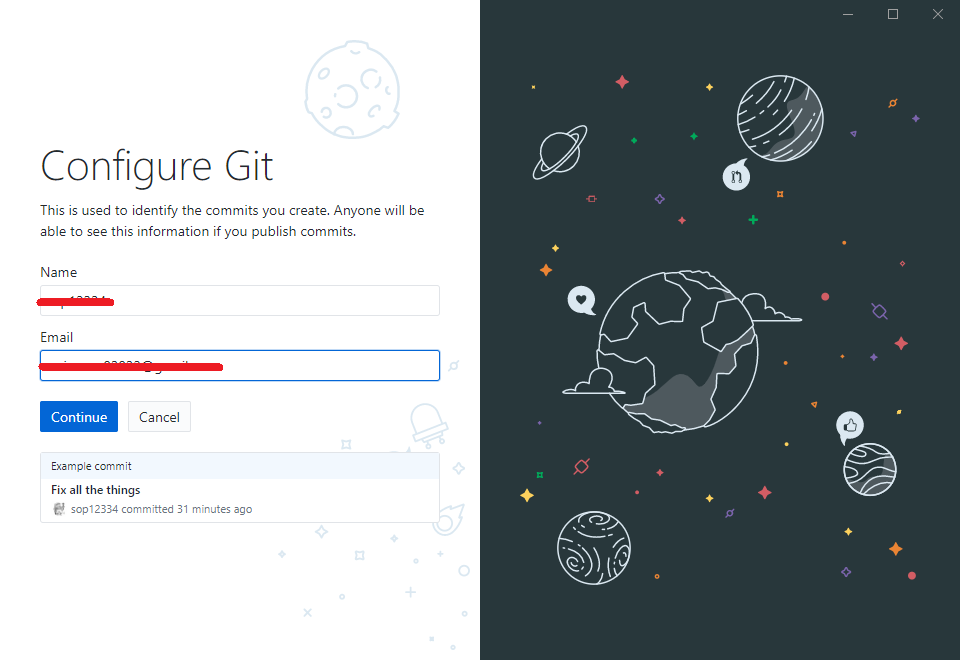 Configure Git
This is used to identify the commits you create. Anyone will be
able to see this information if you publish commits.
Name
Email
Continue
Cancel
Example commit
Fix all the things
sop12334 committed 31 minutes ago